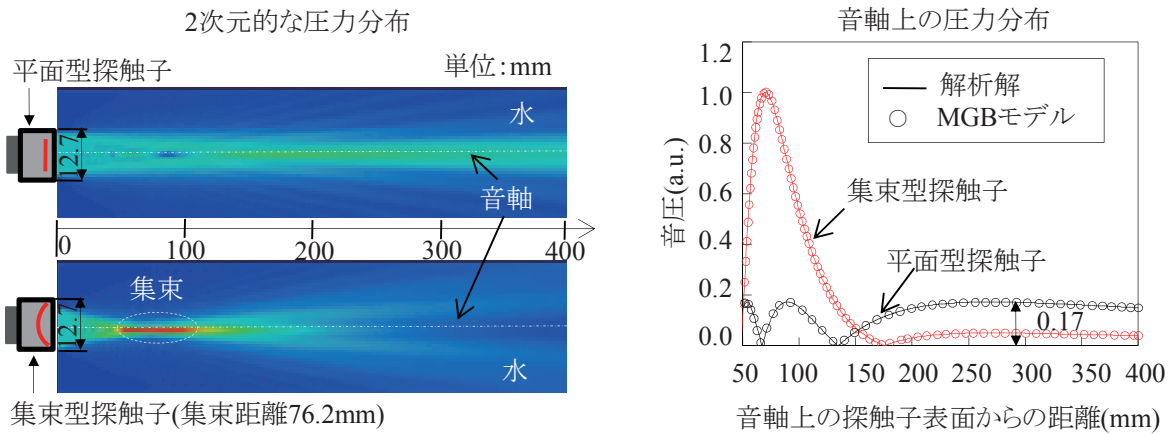 2次元的な圧力分布
平面型探触子
単位：mm
水
12.7
音軸
0
100
200
300
400
集束
12.7
水
集束型探触子(集束距離76.2mm)
音軸上の圧力分布
音圧(a.u.)
1.2
1.0
0.8
0.6
0.4
0.2
0.0
解析解
MGBモデル
集束型探触子
平面型探触子
0.17
50
100
150
200
250
300
350
400
音軸上の探触子表面からの距離(mm)